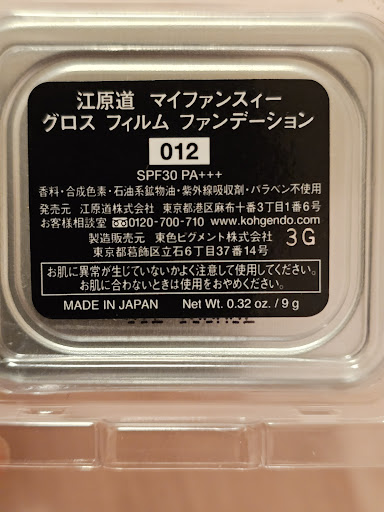 江原道 マイファンスィー
グロス フィルム ファンデーション
012
SPF30 PA+++
香料・合成色素・石油系鉱物油・紫外線吸収剤・パラベン不使用
発売元 江原道株式会社 東京都港区麻布十番3丁目1番6号
お客様相談室 0120-700-710 www.kohgendo.com
製造販売元 東色ピグメント株式会社 3G
東京都葛飾区立石6丁目37番14号
お肌に異常が生じていないかよく注意して使用してください。
お肌に合わないときは使用をおやめください。
MADE IN JAPAN Net Wt. 0.32 oz. / 9 g